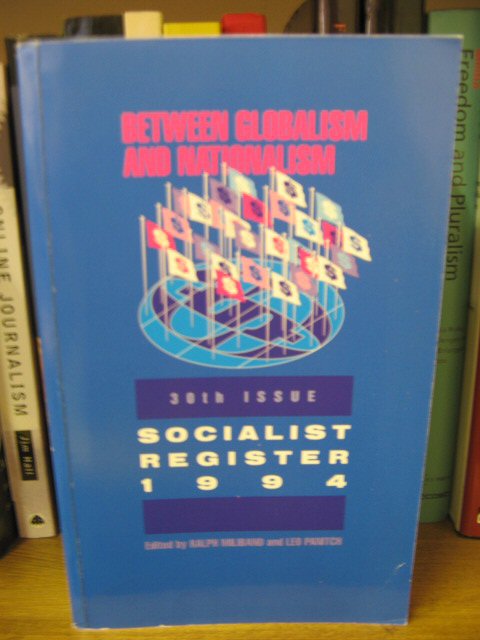 BETWEEN GLOBALISM
AND NATIONALISM
30th ISSUE
SOCIALIST
REGISTER
1994
Edited by RALPH MILIBAND and LEO PANITCH
ONLINE JOURNALISM
Jim Hall
Freedom and Pluralism